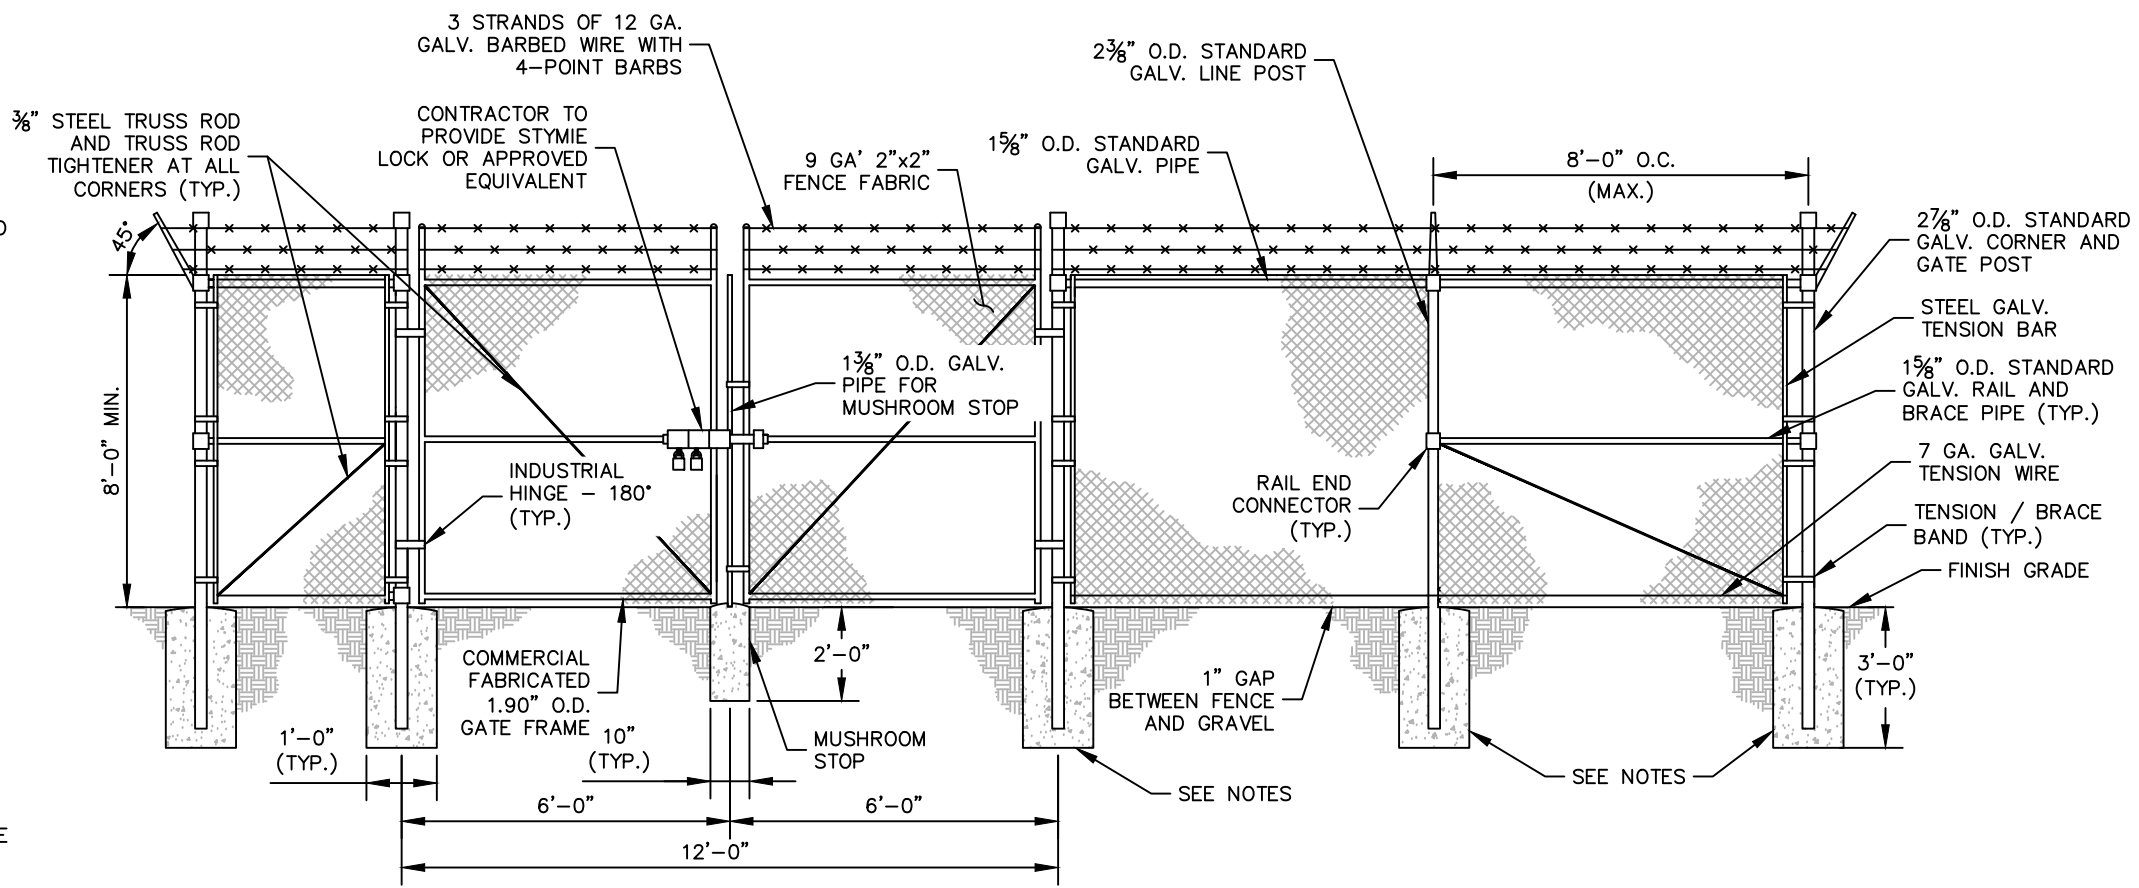 3 STRANDS OF 12 GA.
GALV. BARBED WIRE WITH
4-POINT BARBS
2⅜" O.D. STANDARD
GALV. LINE POST
⅜" STEEL TRUSS ROD
AND TRUSS ROD
TIGHTENER AT ALL
CORNERS (TYP.)
CONTRACTOR TO
PROVIDE STYMIE
LOCK OR APPROVED
EQUIVALENT
9 GA' 2"x2"
FENCE FABRIC
1⅝" O.D. STANDARD
GALV. PIPE
8'-0" O.C.
(MAX.)
45°
2⅞" O.D. STANDARD
GALV. CORNER AND
GATE POST
STEEL GALV.
TENSION BAR
1⅝" O.D. STANDARD
GALV. RAIL AND
BRACE PIPE (TYP.)
1⅜" O.D. GALV.
PIPE FOR
MUSHROOM STOP
8'-0" MIN.
INDUSTRIAL
HINGE - 180°
(TYP.)
RAIL END
CONNECTOR
(TYP.)
7 GA. GALV.
TENSION WIRE
TENSION / BRACE
BAND (TYP.)
FINISH GRADE
COMMERCIAL
FABRICATED
1.90" O.D.
GATE FRAME
2'-0"
1" GAP
BETWEEN FENCE
AND GRAVEL
3'-0"
(TYP.)
1'-0"
(TYP.)
10"
(TYP.)
MUSHROOM
STOP
SEE NOTES
SEE NOTES
6'-0"
6'-0"
12'-0"